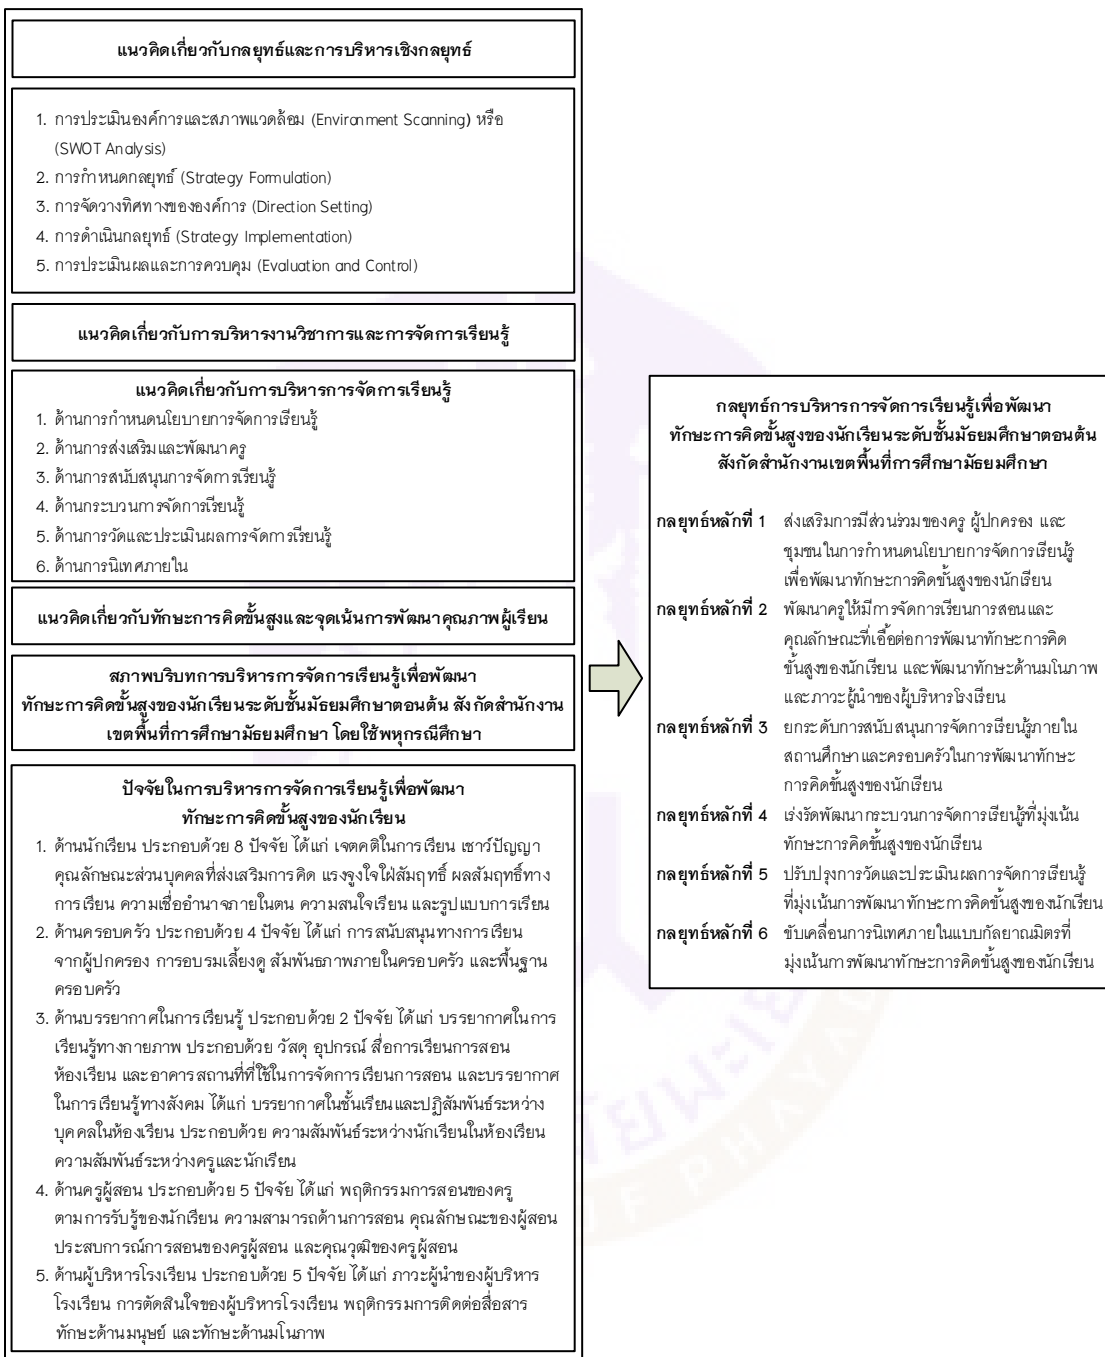 แนวคิดเกี่ยวกับกลยุทธ์และการบริหารเชิงกลยุทธ์
1. การประเมินองค์การและสภาพแวดล้อม (Environment Scanning) หรือ
(SWOT Analysis)
2. การกำหนดกลยุทธ์ (Strategy Formulation)
3. การจัดวางทิศทางขององค์การ (Direction Setting)
4. การดำเนินกลยุทธ์ (Strategy Implementation)
5. การประเมินผลและการควบคุม (Evaluation and Control)
แนวคิดเกี่ยวกับการบริหารงานวิชาการและการจัดการเรียนรู้
แนวคิดเกี่ยวกับการบริหารการจัดการเรียนรู้
1. ด้านการกำหนดนโยบายการจัดการเรียนรู้
2. ด้านการส่งเสริมและพัฒนาครู
3. ด้านการสนับสนุนการจัดการเรียนรู้
4. ด้านกระบวนการจัดการเรียนรู้
5. ด้านการวัดและประเมินผลการจัดการเรียนรู้
6. ด้านการนิเทศภายใน
แนวคิดเกี่ยวกับทักษะการคิดขั้นสูงและจุดเน้นการพัฒนาคุณภาพผู้เรียน
สภาพบริบทการบริหารการจัดการเรียนรู้เพื่อพัฒนา
ทักษะการคิดขั้นสูงของนักเรียนระดับชั้นมัธยมศึกษาตอนต้น สังกัดสำนักงาน
เขตพื้นที่การศึกษามัธยมศึกษา โดยใช้พหุกรณีศึกษา
ปัจจัยในการบริหารการจัดการเรียนรู้เพื่อพัฒนา
ทักษะการคิดขั้นสูงของนักเรียน
1. ด้านนักเรียน ประกอบด้วย 8 ปัจจัย ได้แก่ เจตคติในการเรียน เชาว์ปัญญา
คุณลักษณะส่วนบุคคลที่ส่งเสริมการคิด แรงจูงใจใฝ่สัมฤทธิ์ ผลสัมฤทธิ์ทาง
การเรียน ความเชื่ออำนาจภายในตน ความสนใจเรียน และรูปแบบการเรียน
2. ด้านครอบครัว ประกอบด้วย 4 ปัจจัย ได้แก่ การสนับสนุนทางการเรียน
จากผู้ปกครอง การอบรมเลี้ยงดู สัมพันธภาพภายในครอบครัว และพื้นฐาน
ครอบครัว
3. ด้านบรรยากาศในการเรียนรู้ ประกอบด้วย 2 ปัจจัย ได้แก่ บรรยากาศในการ
เรียนรู้ทางกายภาพ ประกอบด้วย วัสดุ อุปกรณ์ สื่อการเรียนการสอน
ห้องเรียน และอาคารสถานที่ที่ใช้ในการจัดการเรียนการสอน และบรรยากาศ
ในการเรียนรู้ทางสังคม ได้แก่ บรรยากาศในชั้นเรียนและปฏิสัมพันธ์ระหว่าง
บุคคลในห้องเรียน ประกอบด้วย ความสัมพันธ์ระหว่างนักเรียนในห้องเรียน
ความสัมพันธ์ระหว่างครูและนักเรียน
4. ด้านครูผู้สอน ประกอบด้วย 5 ปัจจัย ได้แก่ พฤติกรรมการสอนของครู
ตามการรับรู้ของนักเรียน ความสามารถด้านการสอน คุณลักษณะของผู้สอน
ประสบการณ์การสอนของครูผู้สอน และคุณวุฒิของครูผู้สอน
5. ด้านผู้บริหารโรงเรียน ประกอบด้วย 5 ปัจจัย ได้แก่ ภาวะผู้นำของผู้บริหาร
โรงเรียน การตัดสินใจของผู้บริหารโรงเรียน พฤติกรรมการติดต่อสื่อสาร
ทักษะด้านมนุษย์ และทักษะด้านมโนภาพ
กลยุทธ์การบริหารการจัดการเรียนรู้เพื่อพัฒนา
ทักษะการคิดขั้นสูงของนักเรียนระดับชั้นมัธยมศึกษาตอนต้น
สังกัดสำนักงานเขตพื้นที่การศึกษามัธยมศึกษา
กลยุทธ์หลักที่ 1 ส่งเสริมการมีส่วนร่วมของครู ผู้ปกครอง และ
ชุมชนในการกำหนดนโยบายการจัดการเรียนรู้
เพื่อพัฒนาทักษะการคิดขั้นสูงของนักเรียน
กลยุทธ์หลักที่ 2 พัฒนาครูให้มีการจัดการเรียนการสอนและ
คุณลักษณะที่เอื้อต่อการพัฒนาทักษะการคิด
ขั้นสูงของนักเรียน และพัฒนาทักษะด้านมโนภาพ
และภาวะผู้นำของผู้บริหารโรงเรียน
กลยุทธ์หลักที่ 3 ยกระดับการสนับสนุนการจัดการเรียนรู้ภายใน
สถานศึกษาและครอบครัวในการพัฒนาทักษะ
การคิดขั้นสูงของนักเรียน
กลยุทธ์หลักที่ 4 เร่งรัดพัฒนากระบวนการจัดการเรียนรู้ที่มุ่งเน้น
ทักษะการคิดขั้นสูงของนักเรียน
กลยุทธ์หลักที่ 5 ปรับปรุงการวัดและประเมินผลการจัดการเรียนรู้
ที่มุ่งเน้นการพัฒนาทักษะการคิดขั้นสูงของนักเรียน
กลยุทธ์หลักที่ 6 ขับเคลื่อนการนิเทศภายในแบบกัลยาณมิตรที่
มุ่งเน้นการพัฒนาทักษะการคิดขั้นสูงของนักเรียน